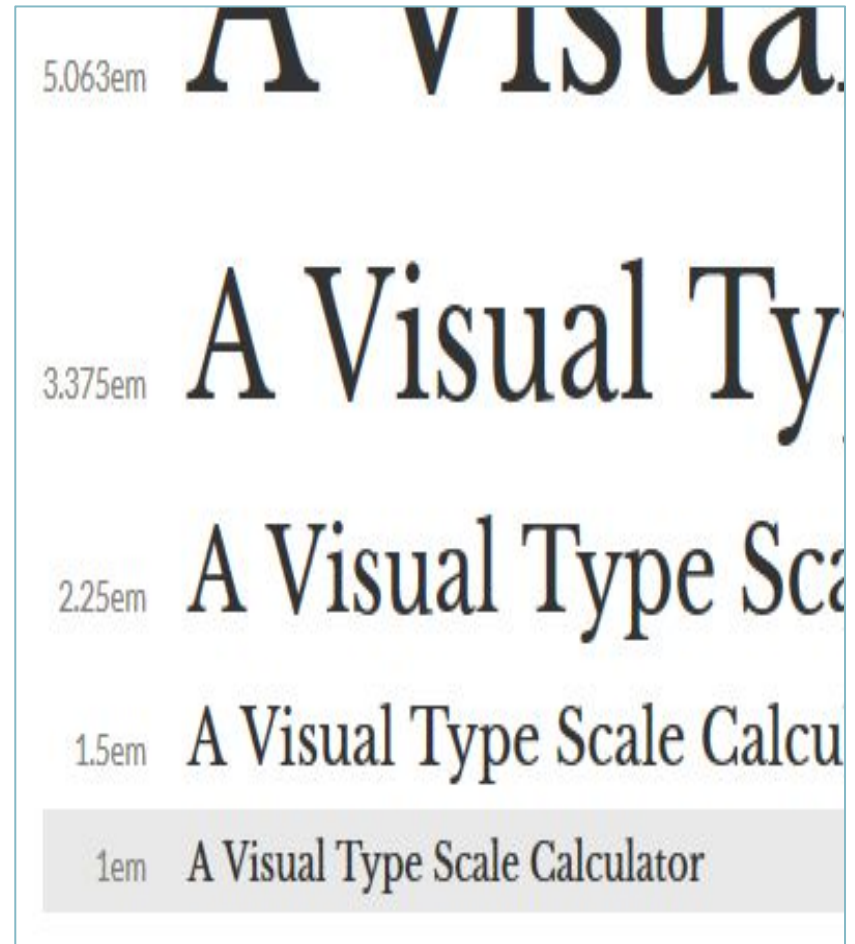 5.063em A Visua
3.375em A Visual Ty
2.25em A Visual Type Sca
1.5em A Visual Type Scale Calcu
1em A Visual Type Scale Calculator